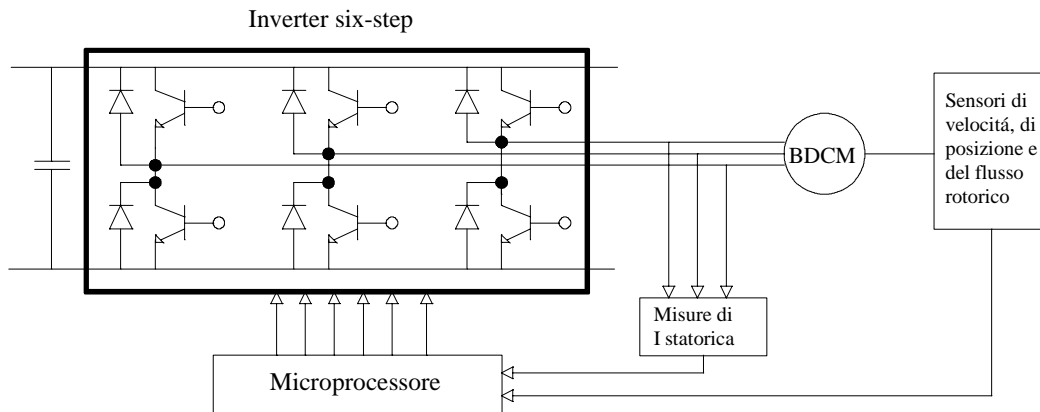 Inverter six-step
BDCM
Sensori di
velocitá, di
posizione e
del flusso
rotorico
Misure di
I statorica
Microprocessore